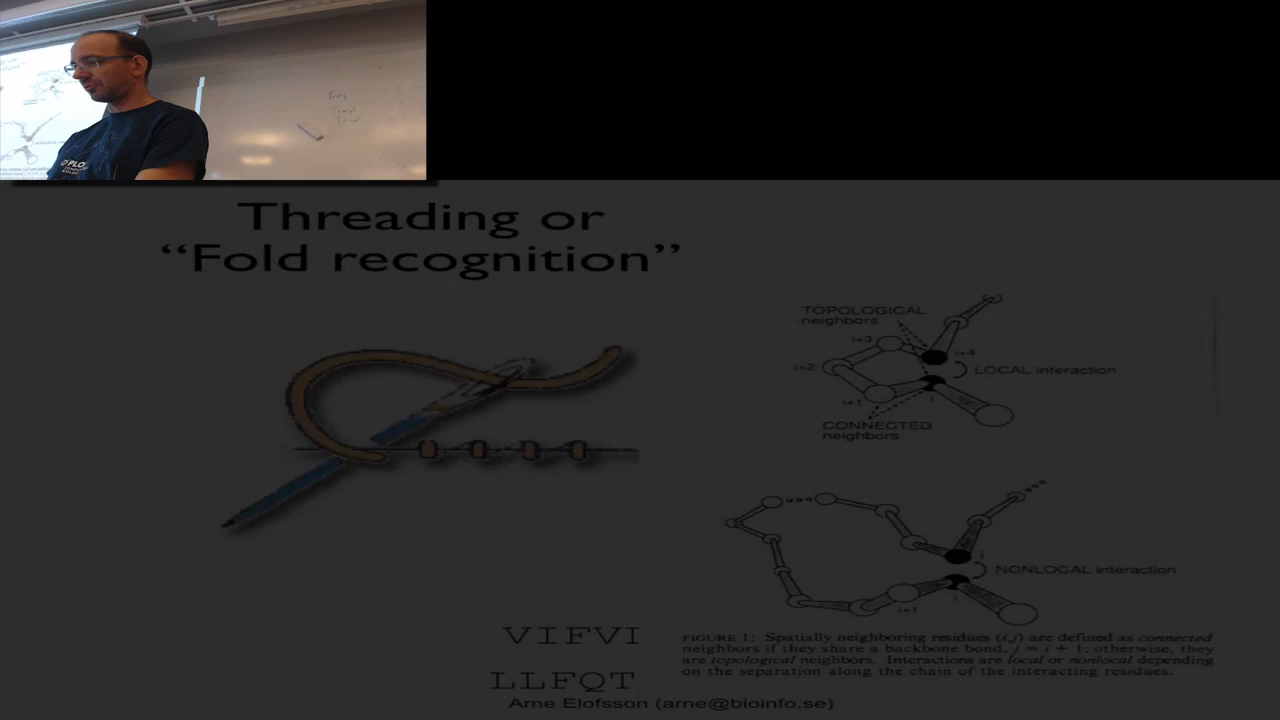 Threading or
“Fold recognition”
TOPOLOGICAL
neighbors
i+3
i+4
i+2
LOCAL interaction
i+1
i
CONNECTED
neighbors
j
NONLOCAL interaction
i+1
i
VIFVI
LLFQT
FIGURE 1: Spatially neighboring residues (i,j) are defined as connected
neighbors if they share a backbone bond, j = i + 1; otherwise, they
are topological neighbors. Interactions are local or nonlocal depending
on the separation along the chain of the interacting residues.
Arne Elofsson (arne@bioinfo.se)